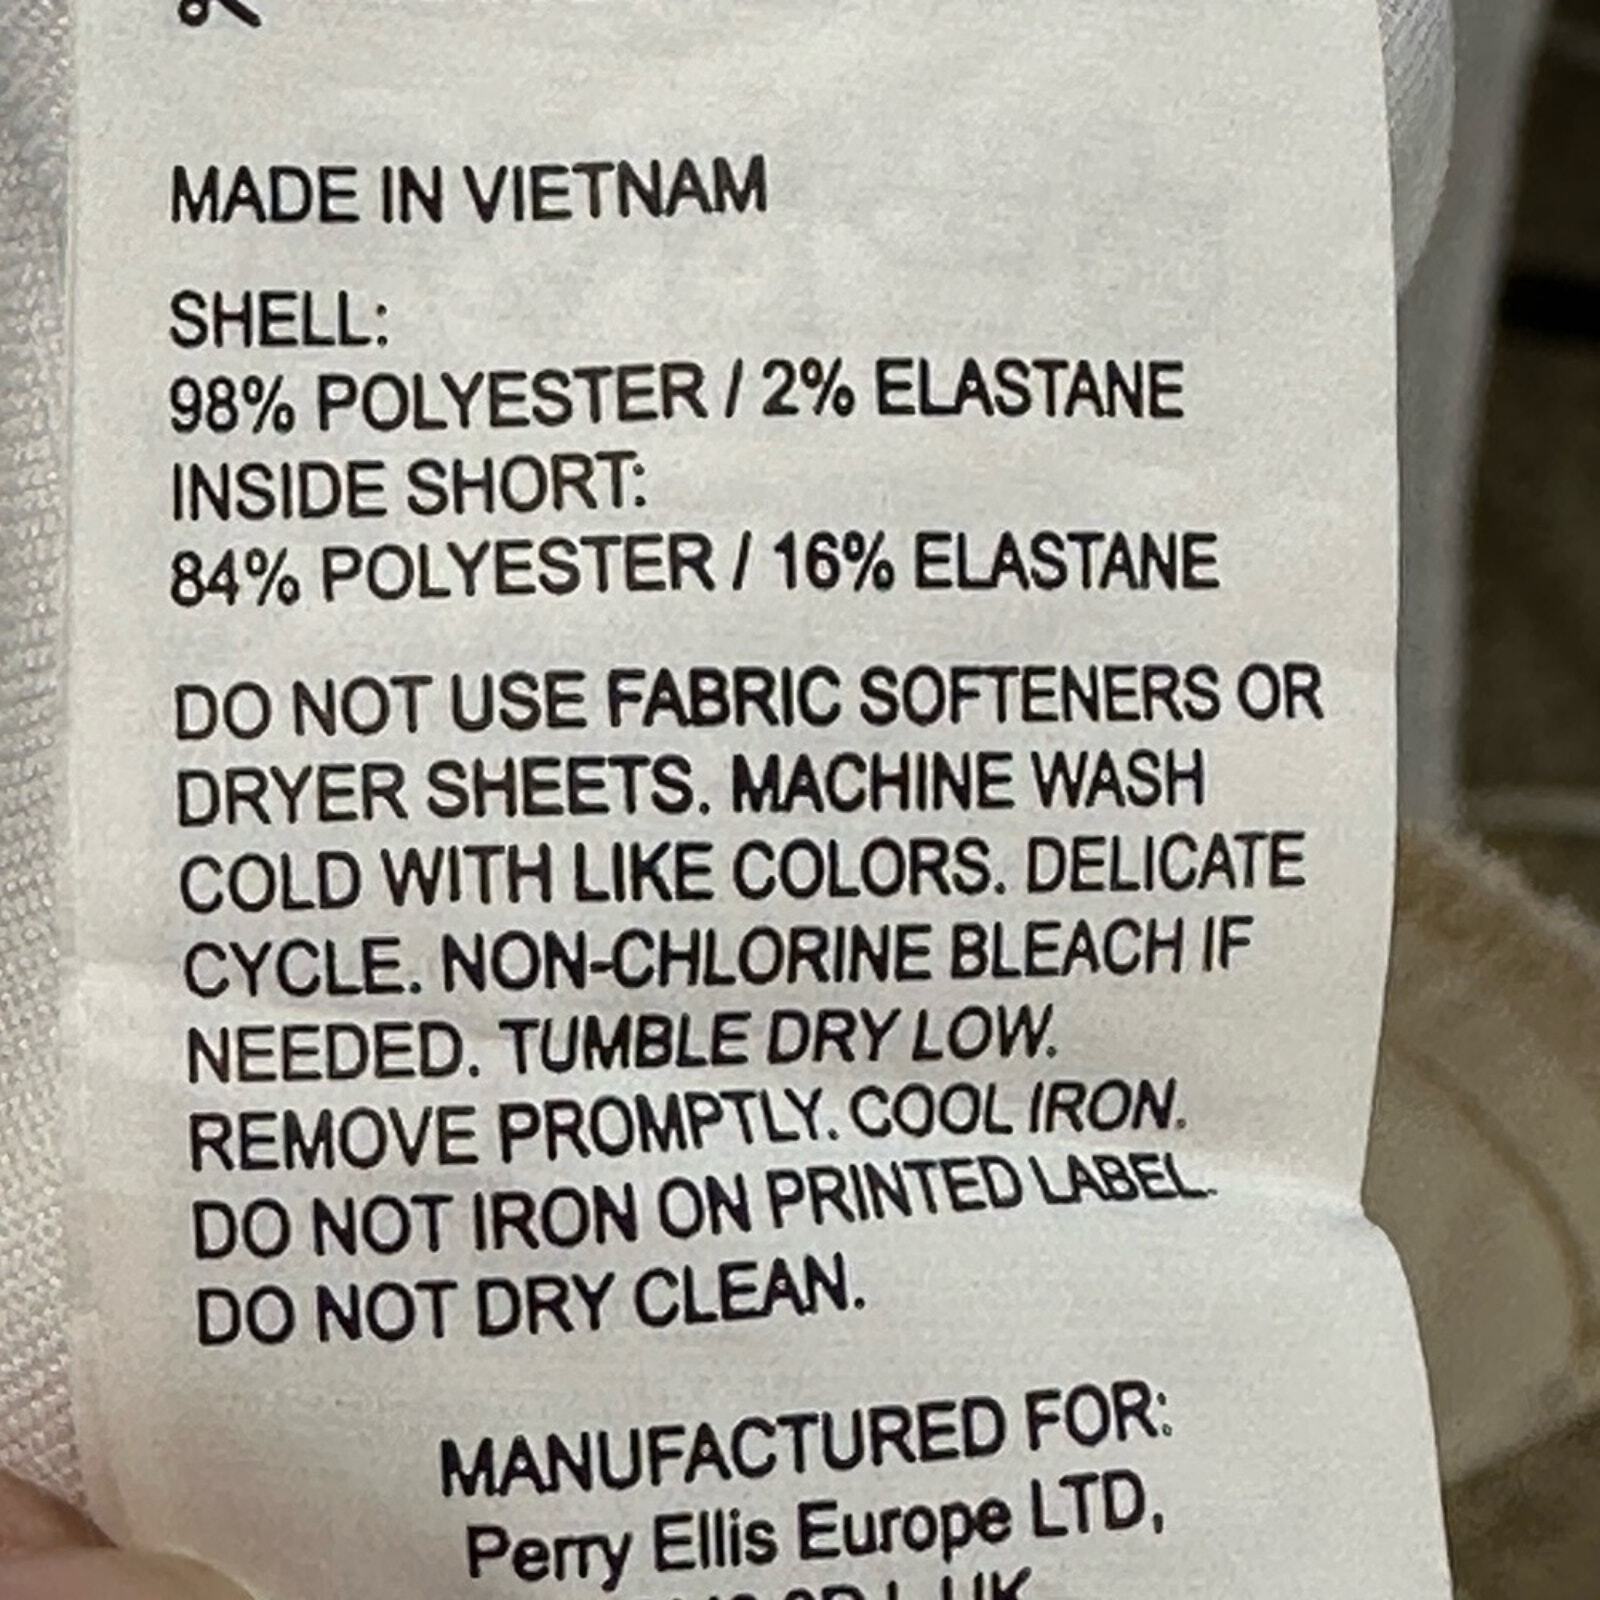 MADE IN VIETNAM
SHELL:
98% POLYESTER / 2% ELASTANE
INSIDE SHORT:
84% POLYESTER / 16% ELASTANE
DO NOT USE FABRIC SOFTENERS OR
DRYER SHEETS. MACHINE WASH
COLD WITH LIKE COLORS. DELICATE
CYCLE. NON-CHLORINE BLEACH IF
NEEDED. TUMBLE DRY LOW.
REMOVE PROMPTLY. COOL IRON.
DO NOT IRON ON PRINTED LABEL.
DO NOT DRY CLEAN.
MANUFACTURED FOR:
Perry Ellis Europe LTD,
UK